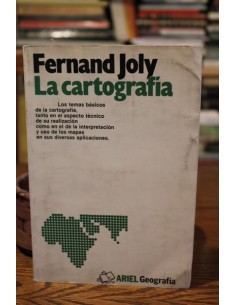 Fernand Joly
La cartografía
Los temas básicos
de la cartografía,
tanto en el aspecto técnico
de su realización
como en el de la interpretación
y uso de los mapas
en sus diversas aplicaciones.
ARIEL Geografía